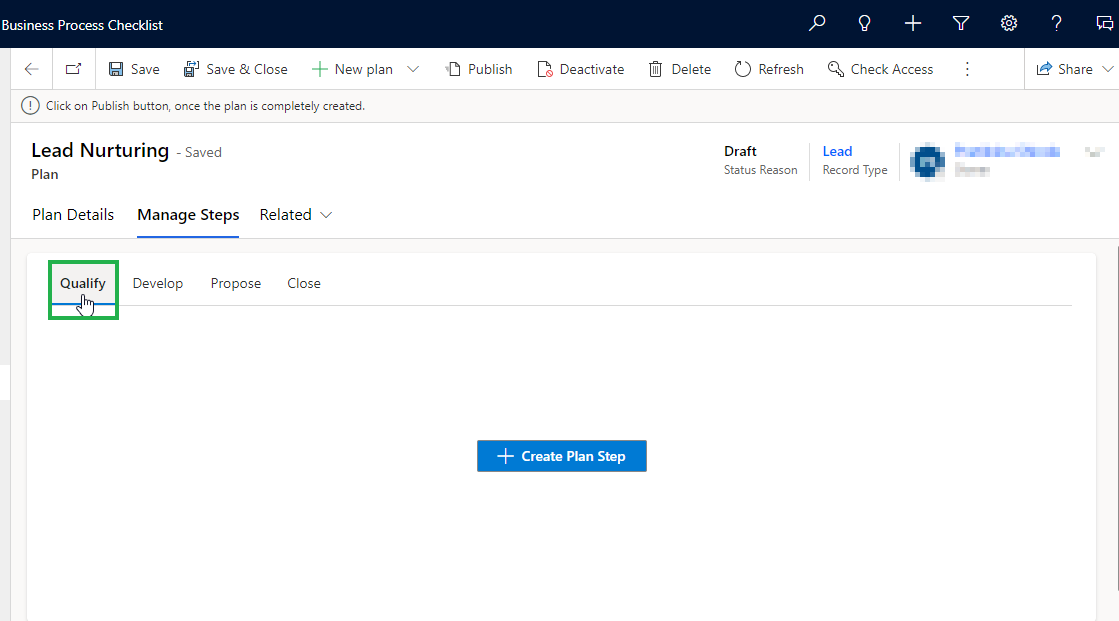 Business Process Checklist
Save
Save & Close
New plan
Publish
Deactivate
Delete
Refresh
Check Access
Share
Click on Publish button, once the plan is completely created.
Lead Nurturing - Saved
Plan
Draft
Status Reason
Lead
Record Type
Plan Details
Manage Steps
Related
Qualify
Develop
Propose
Close
Create Plan Step